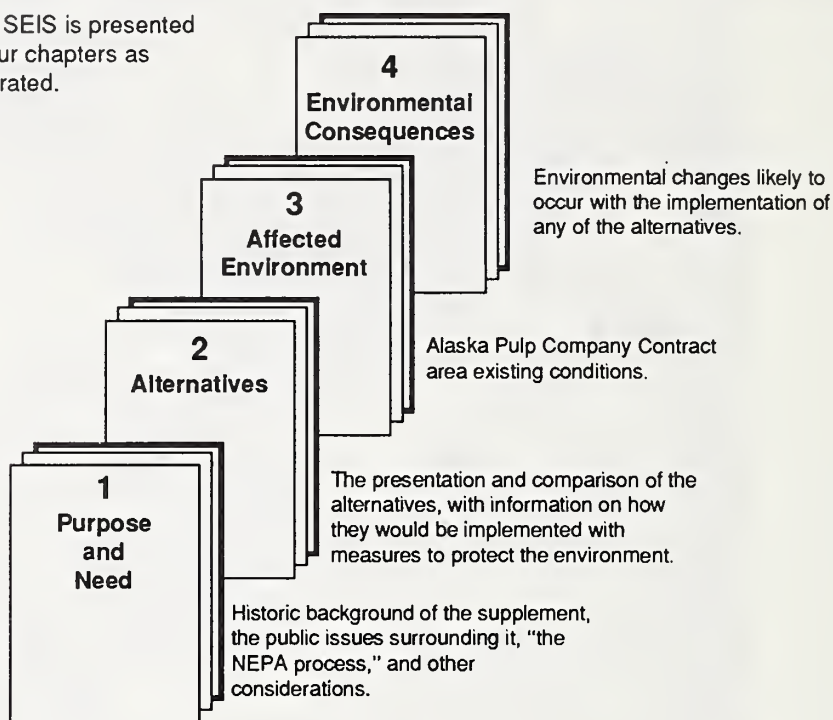 SEIS is presented
ur chapters as
rated.
4
Environmental
Consequences
Environmental changes likely to
occur with the implementation of
any of the alternatives.
3
Affected
Environment
Alaska Pulp Company Contract
area existing conditions.
2
Alternatives
The presentation and comparison of the
alternatives, with information on how
they would be implemented with
measures to protect the environment.
1
Purpose
and
Need
Historic background of the supplement,
the public issues surrounding it, "the
NEPA process," and other
considerations.